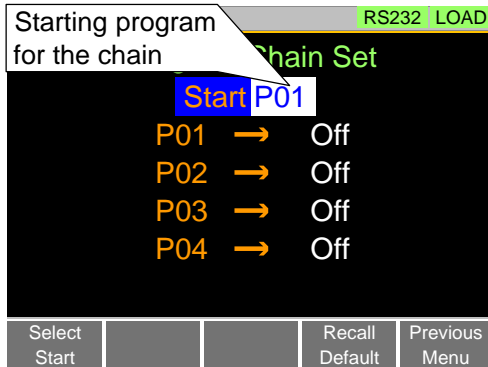 Starting program
for the chain
RS232 LOAD
Chain Set
Start P01
P01 → Off
P02 → Off
P03 → Off
P04 → Off
Select
Start
Recall
Default
Previous
Menu